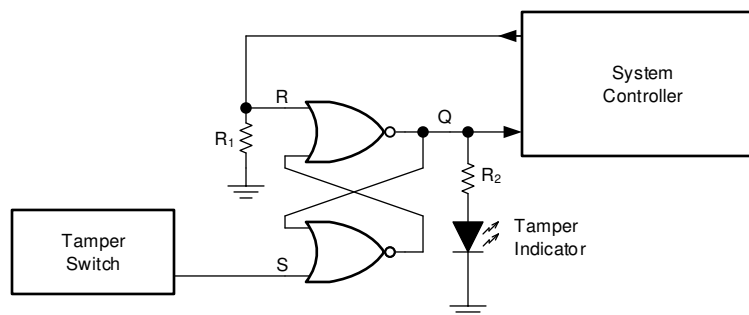 System
Controller
R
Q
R1
R2
Tamper
Switch
Tamper
Indicator
S